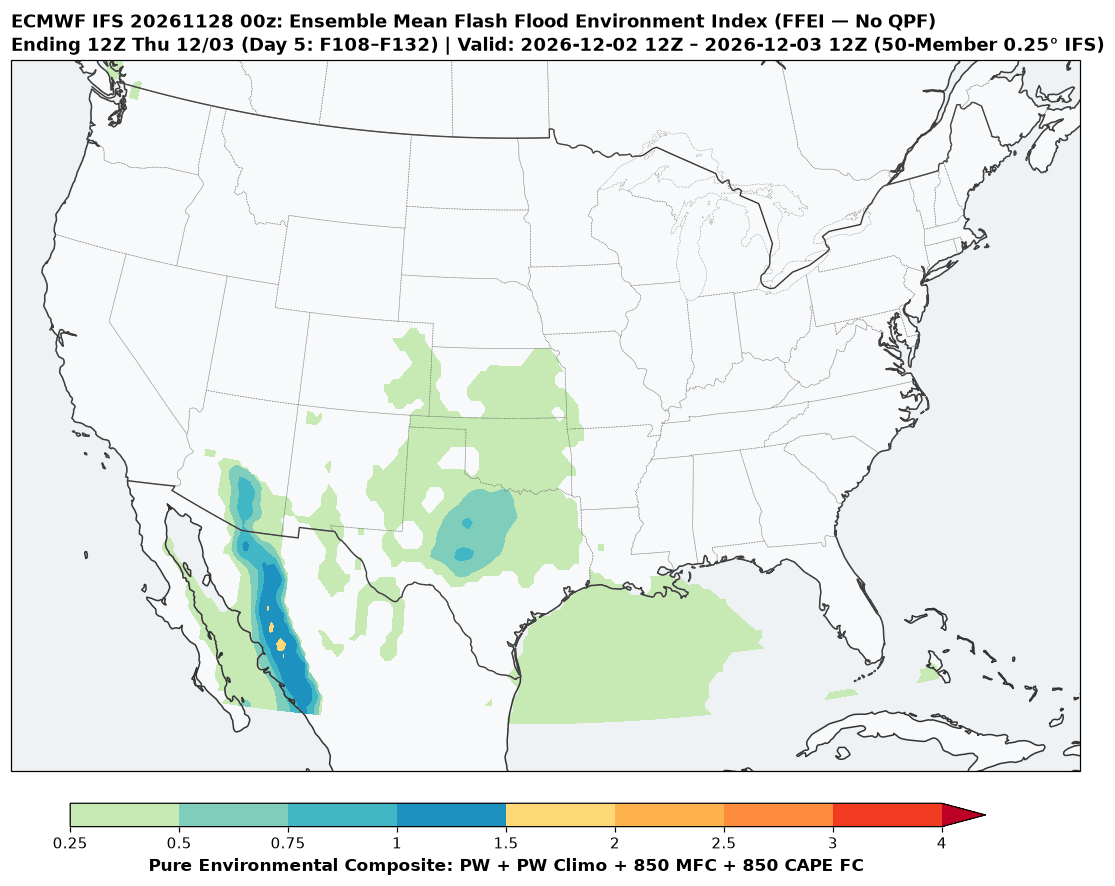 ECMWF IFS 20261128 00z: Ensemble Mean Flash Flood Environment Index (FFEI — No QPF)
Ending 12Z Thu 12/03 (Day 5: F108–F132) | Valid: 2026-12-02 12Z – 2026-12-03 12Z (50-Member 0.25° IFS)
0.25 0.5 0.75 1 1.5 2 2.5 3 4
Pure Environmental Composite: PW + PW Climo + 850 MFC + 850 CAPE FC